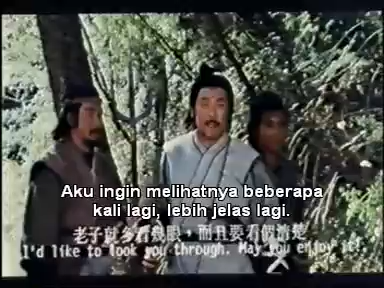 Aku ingin melihatnya beberapa
kali lagi, lebih jelas lagi.
老子就多看幾眼,而且要看個清楚
I'd like to look you through. May you enjoy it!